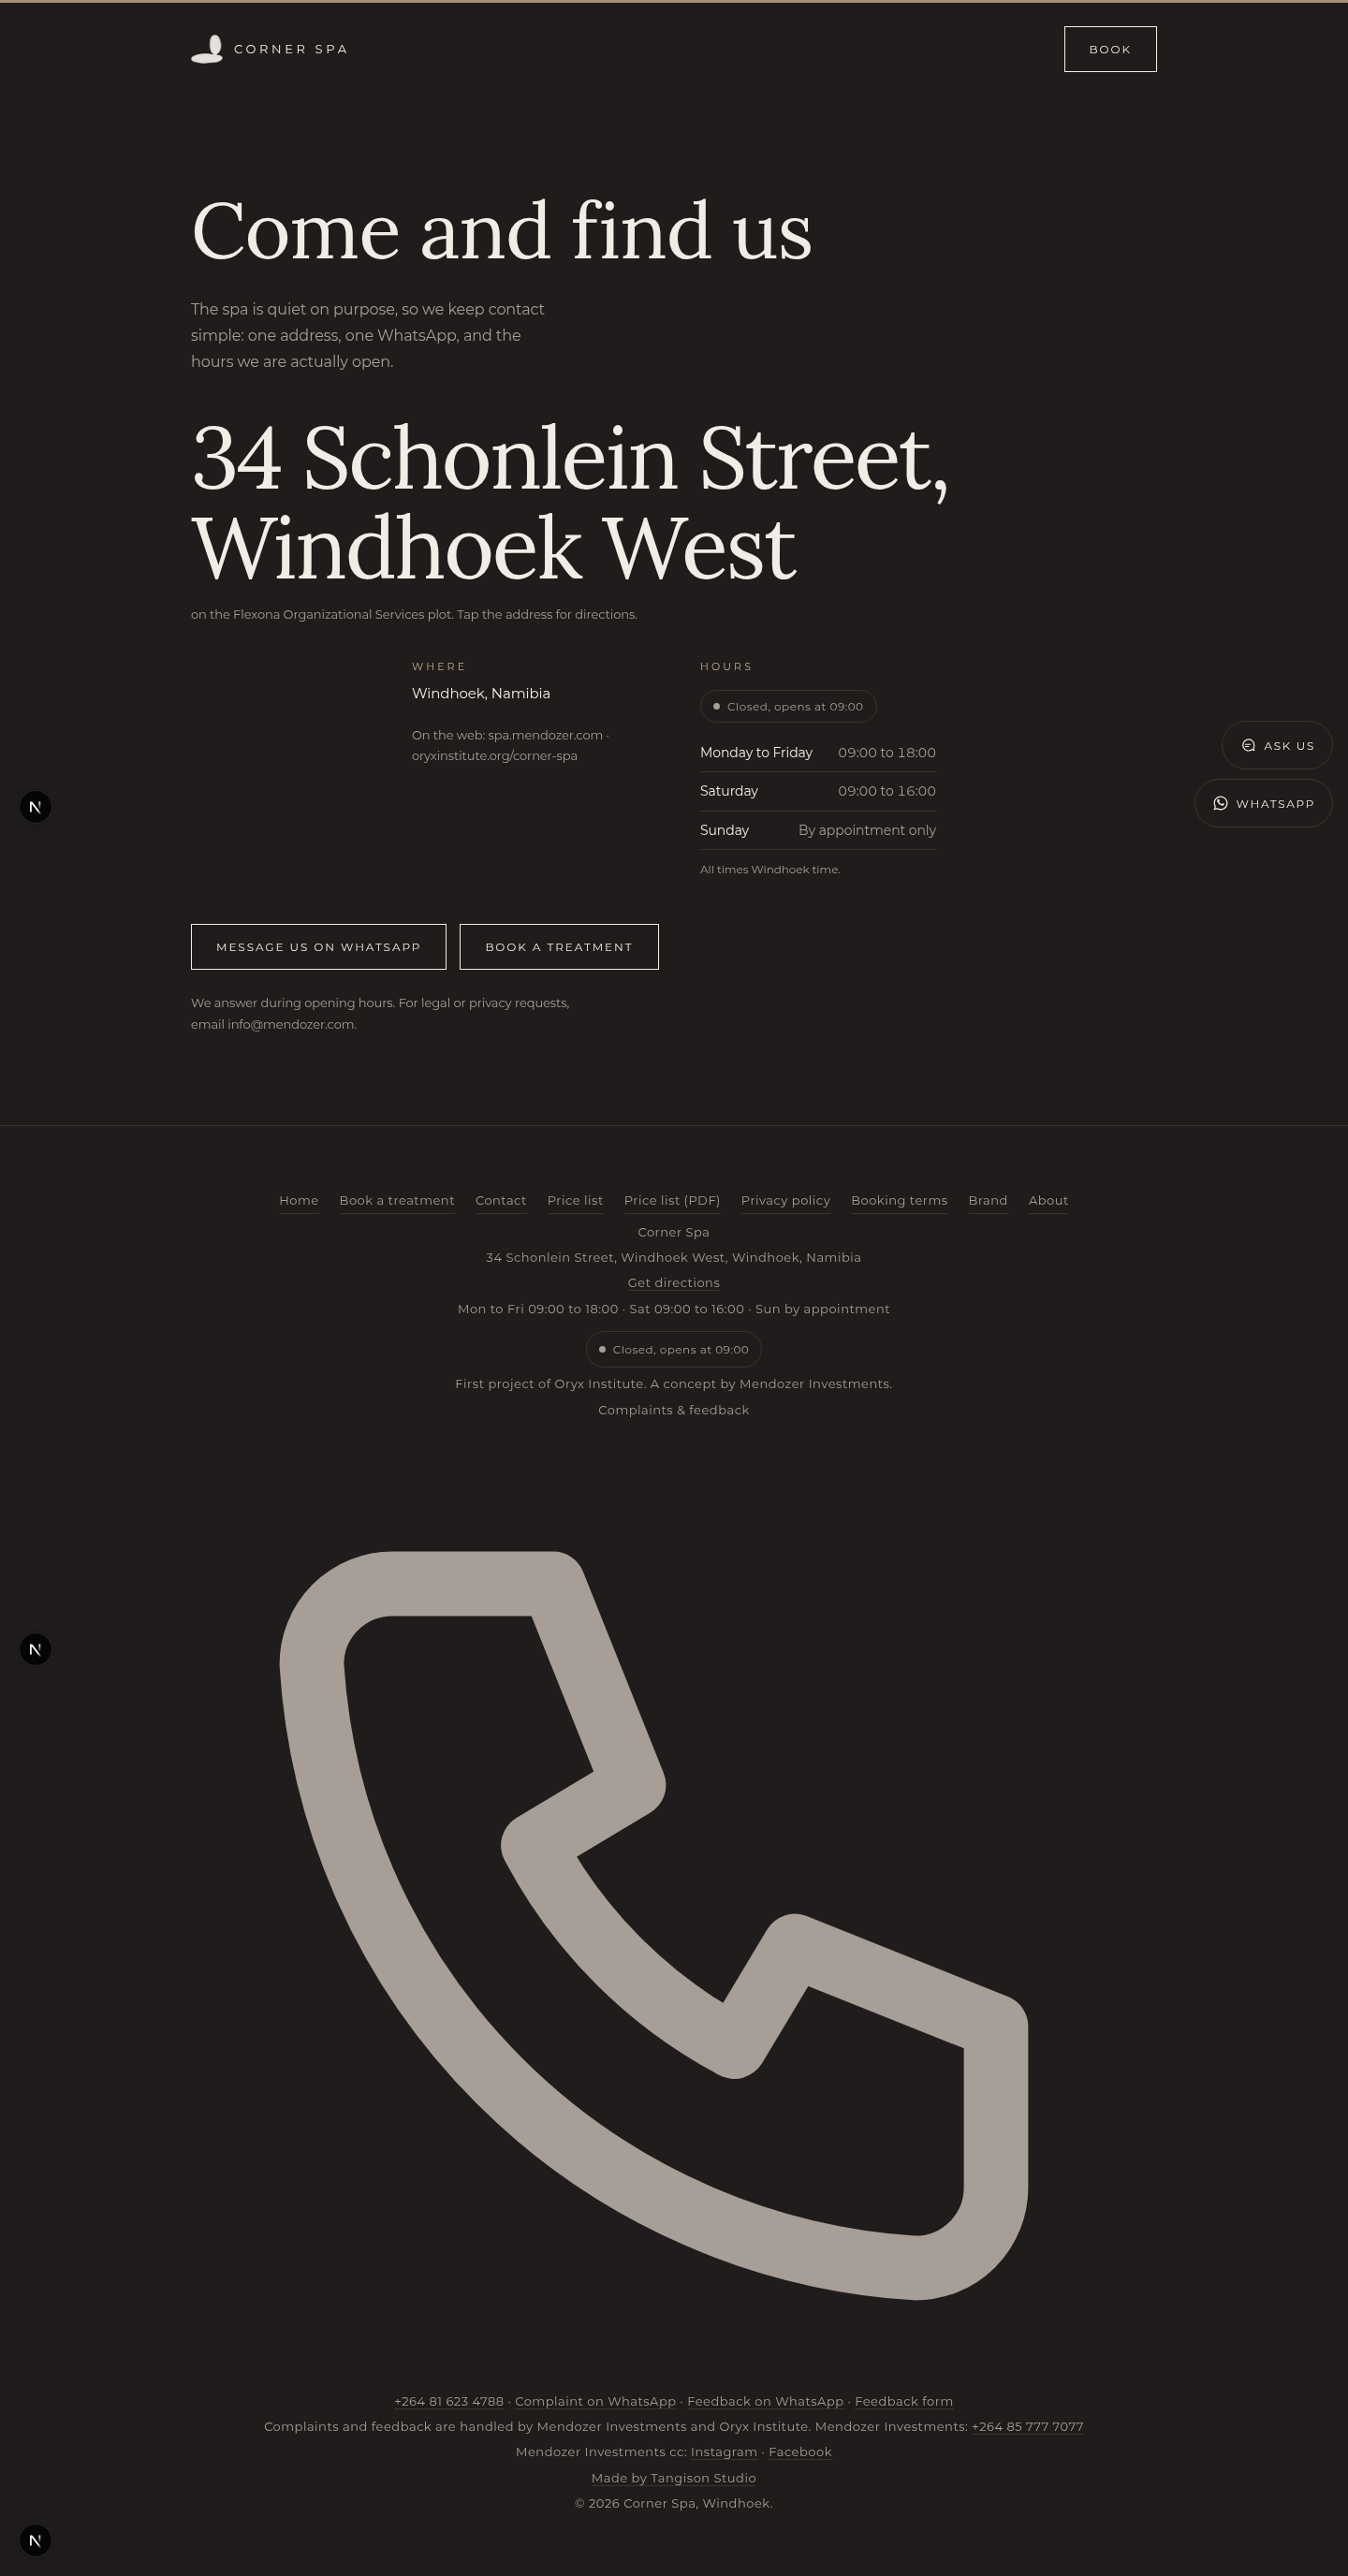 CORNER SPA
BOOK
Come and find us
The spa is quiet on purpose, so we keep contact
simple: one address, one WhatsApp, and the
hours we are actually open.
34 Schonlein Street,
Windhoek West
on the Flexona Organizational Services plot. Tap the address for directions.
WHERE
Windhoek, Namibia
On the web: spa.mendozer.com ·
oryxinstitute.org/corner-spa
HOURS
Closed, opens at 09:00
Monday to Friday 09:00 to 18:00
Saturday 09:00 to 16:00
Sunday By appointment only
All times Windhoek time.
ASK US
WHATSAPP
N
MESSAGE US ON WHATSAPP
BOOK A TREATMENT
We answer during opening hours. For legal or privacy requests,
email info@mendozer.com.
Home Book a treatment Contact Price list Price list (PDF) Privacy policy Booking terms Brand About
Corner Spa
34 Schonlein Street, Windhoek West, Windhoek, Namibia
Get directions
Mon to Fri 09:00 to 18:00 · Sat 09:00 to 16:00 · Sun by appointment
Closed, opens at 09:00
First project of Oryx Institute. A concept by Mendozer Investments.
Complaints & feedback
N
+264 81 623 4788 · Complaint on WhatsApp · Feedback on WhatsApp · Feedback form
Complaints and feedback are handled by Mendozer Investments and Oryx Institute. Mendozer Investments: +264 85 777 7077
Mendozer Investments cc: Instagram · Facebook
Made by Tangison Studio
© 2026 Corner Spa, Windhoek.
N